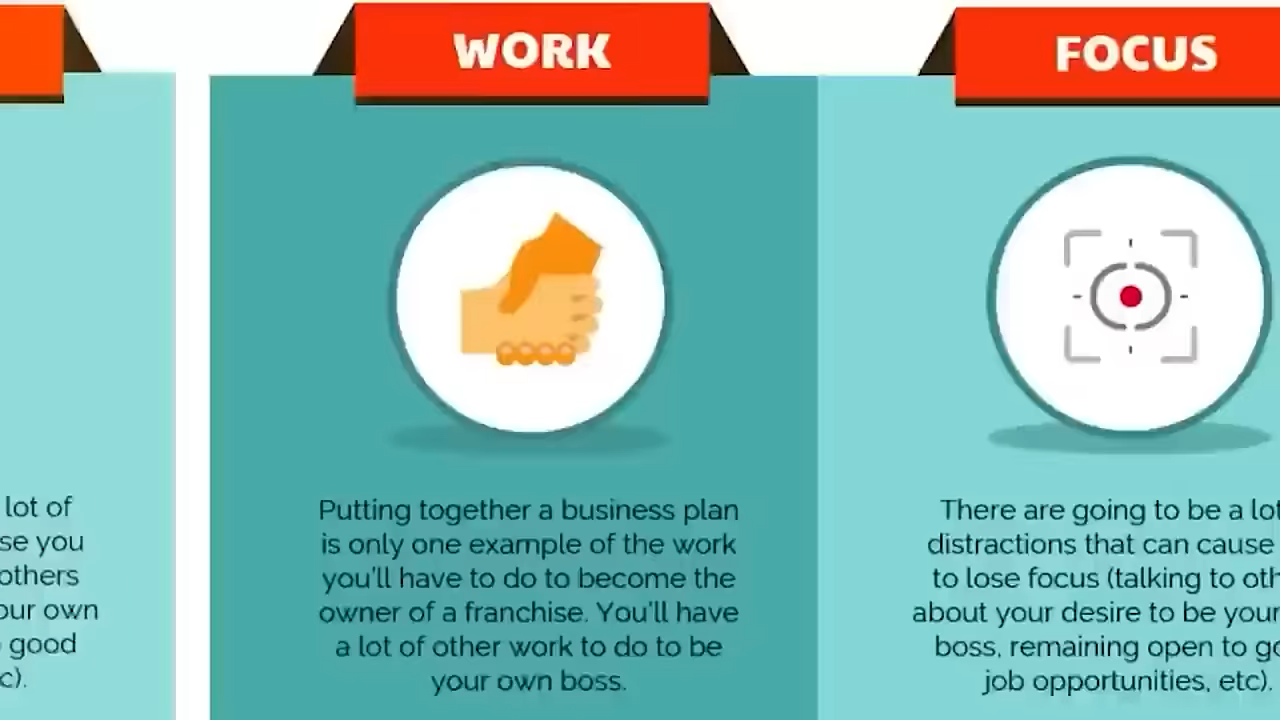 WORK
FOCUS
lot of
se you
others
our own
good
c).
Putting together a business plan
is only one example of the work
you'll have to do to become the
owner of a franchise. You'll have
a lot of other work to do to be
your own boss.
There are going to be a lot
distractions that can cause
to lose focus (talking to oth
about your desire to be your
boss, remaining open to go
job opportunities, etc).